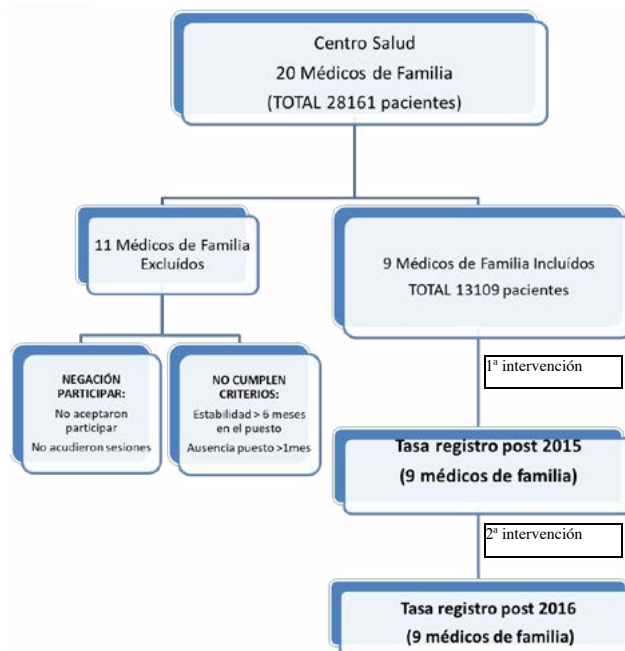 Centro Salud
20 Médicos de Familia
(TOTAL 28161 pacientes)
11 Médicos de Familia
Excluídos
9 Médicos de Familia Incluídos
TOTAL 13109 pacientes
NEGACIÓN
PARTICIPAR:
No aceptaron
participar
No acudieron sesiones
NO CUMPLEN
CRITERIOS:
Estabilidad > 6 meses
en el puesto
Ausencia puesto >1mes
1ª intervención
Tasa registro post 2015
(9 médicos de familia)
2ª intervención
Tasa registro post 2016
(9 médicos de familia)